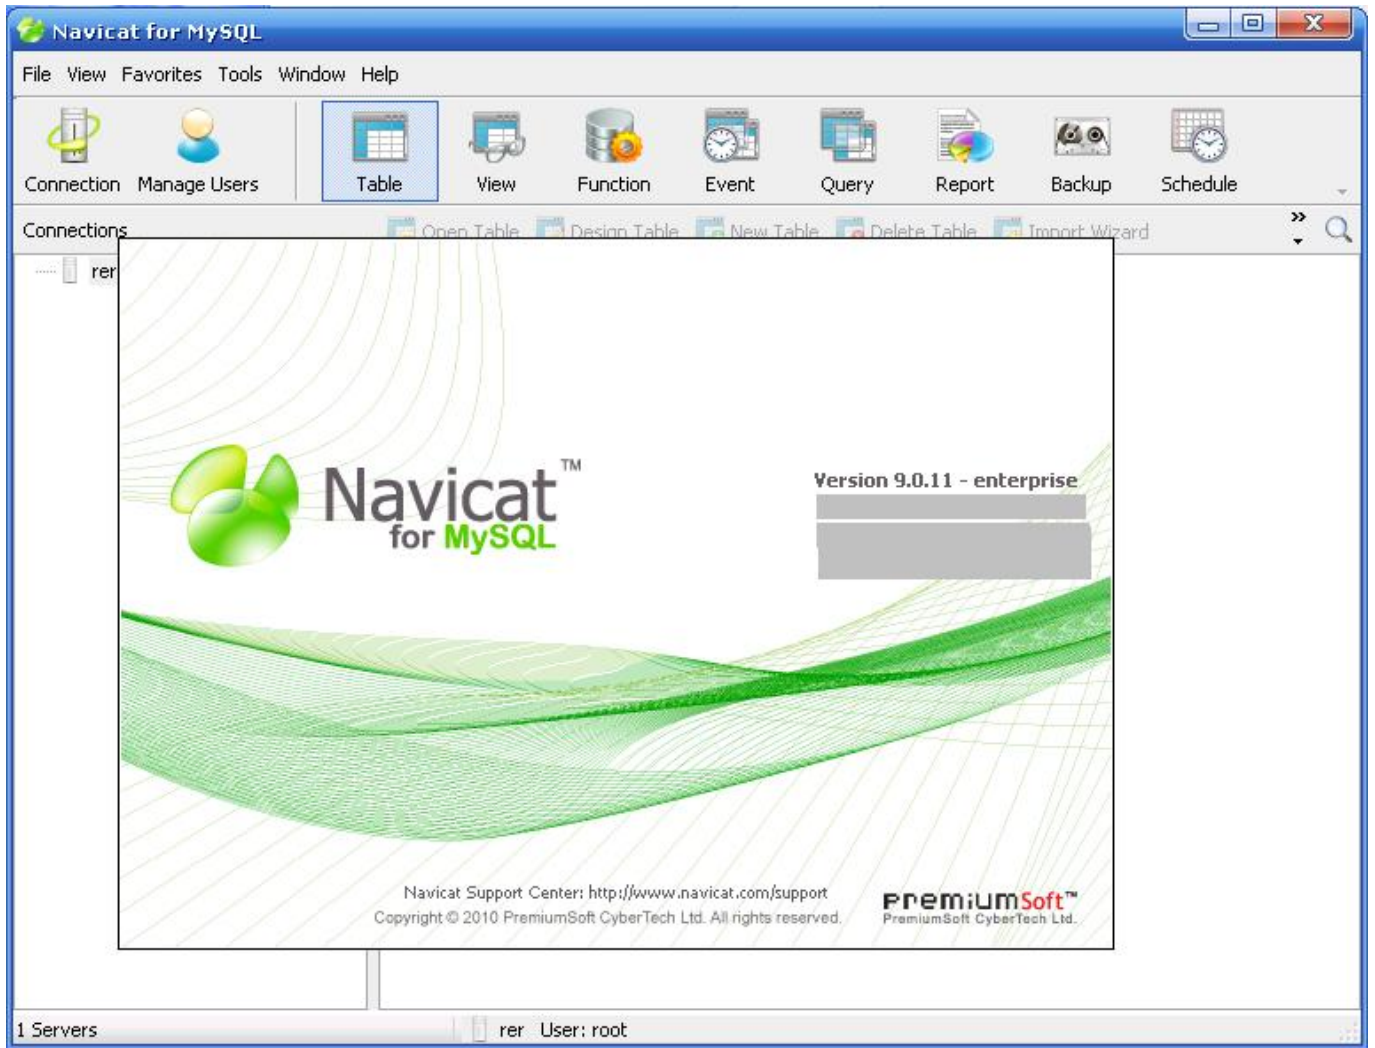 Navicat for MySQL
File View Favorites Tools Window Help
Connection Manage Users Table View Function Event Query Report Backup Schedule
Connections Open Table Design Table New Table Delete Table Import Wizard
rer
Navicat™
for MySQL
Version 9.0.11 - enterprise
Navicat Support Center: http://www.navicat.com/support
Copyright © 2010 PremiumSoft CyberTech Ltd. All rights reserved.
PremiumSoft™
PremiumSoft CyberTech Ltd.
1 Servers rer User: root